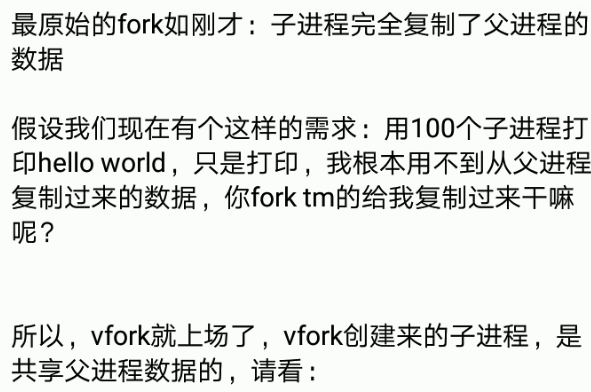 最原始的fork如刚才：子进程完全复制了父进程的
数据
假设我们现在有个这样的需求：用100个子进程打
印hello world，只是打印，我根本用不到从父进程
复制过来的数据，你fork tm的给我复制过来干嘛
呢？
所以，vfork就上场了，vfork创建来的子进程，是
共享父进程数据的，请看：